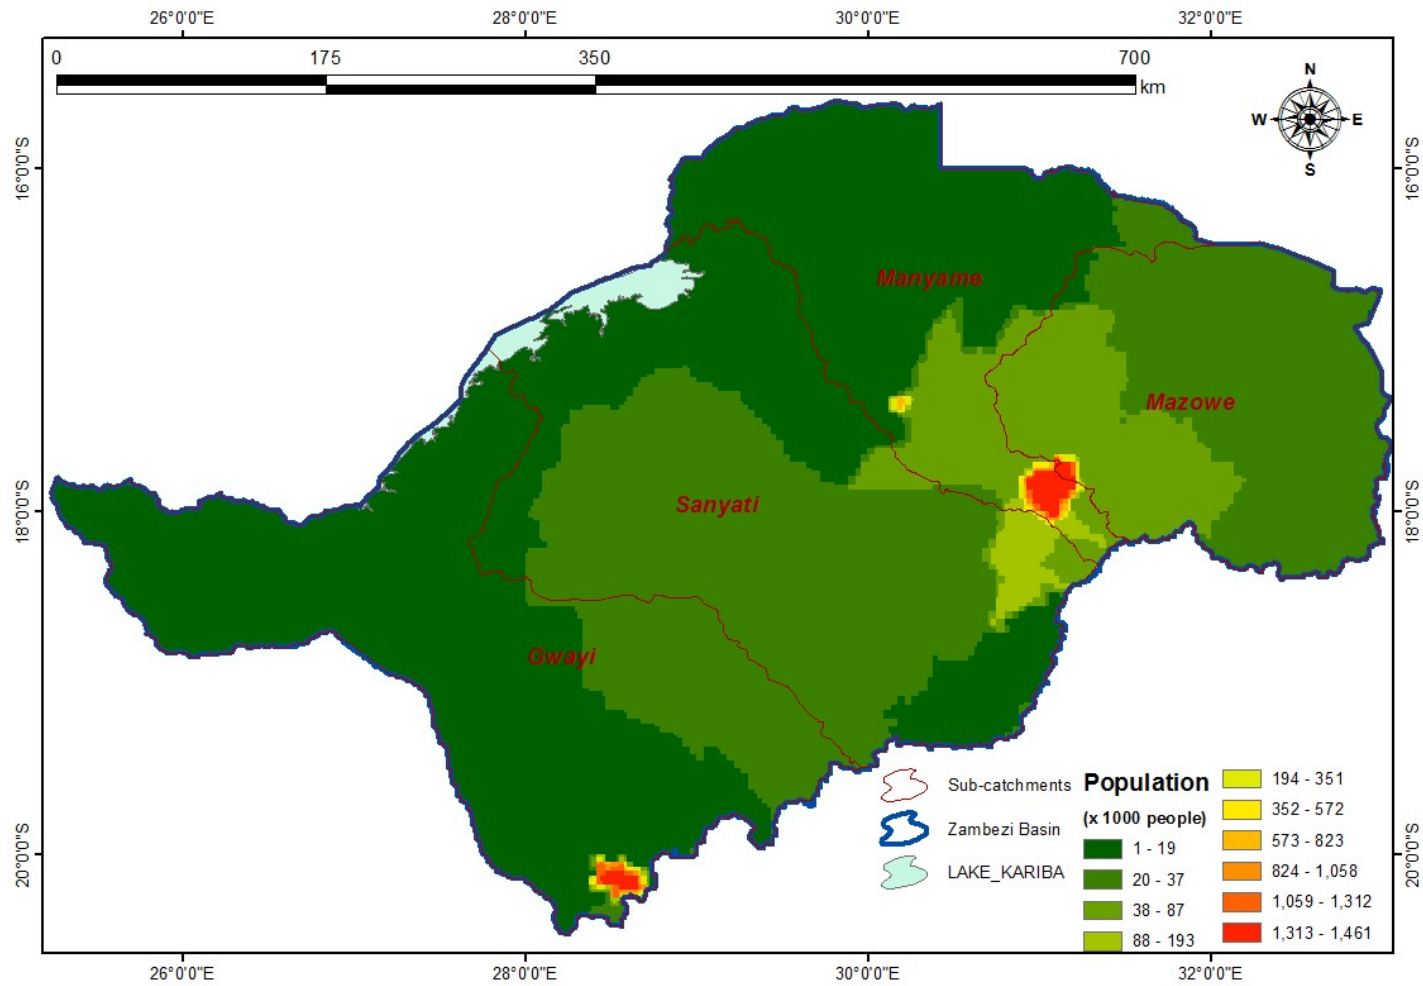 26°0'0"E 28°0'0"E 30°0'0"E 32°0'0"E
0 175 350 700
km
N
W E
S
16°0'0"S 16°0'0"S
Manyame
Mazowe
Sanyati
18°0'0"S 18°0'0"S
Gwayi
Sub-catchments
Zambezi Basin
LAKE_KARIBA
Population
(x 1000 people)
1 - 19
20 - 37
38 - 87
88 - 193
194 - 351
352 - 572
573 - 823
824 - 1,058
1,059 - 1,312
1,313 - 1,461
20°0'0"S 20°0'0"S
26°0'0"E 28°0'0"E 30°0'0"E 32°0'0"E